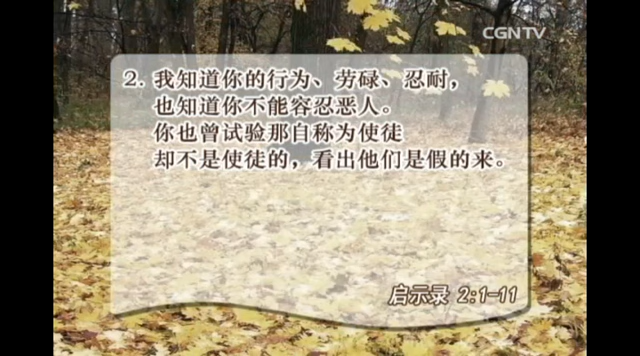 CGNTV
2. 我知道你的行为、劳碌、忍耐，
也知道你不能容忍恶人。
你也曾试验那自称为使徒
却不是使徒的，看出他们是假的来。
启示录 2:1-11